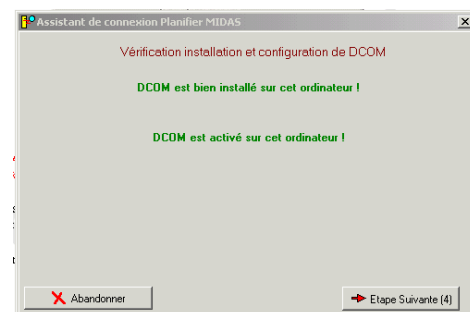 Assistant de connexion Planifier MIDAS
Vérification installation et configuration de DCOM
DCOM est bien installé sur cet ordinateur !
DCOM est activé sur cet ordinateur !
Abandonner
Etape Suivante (4)